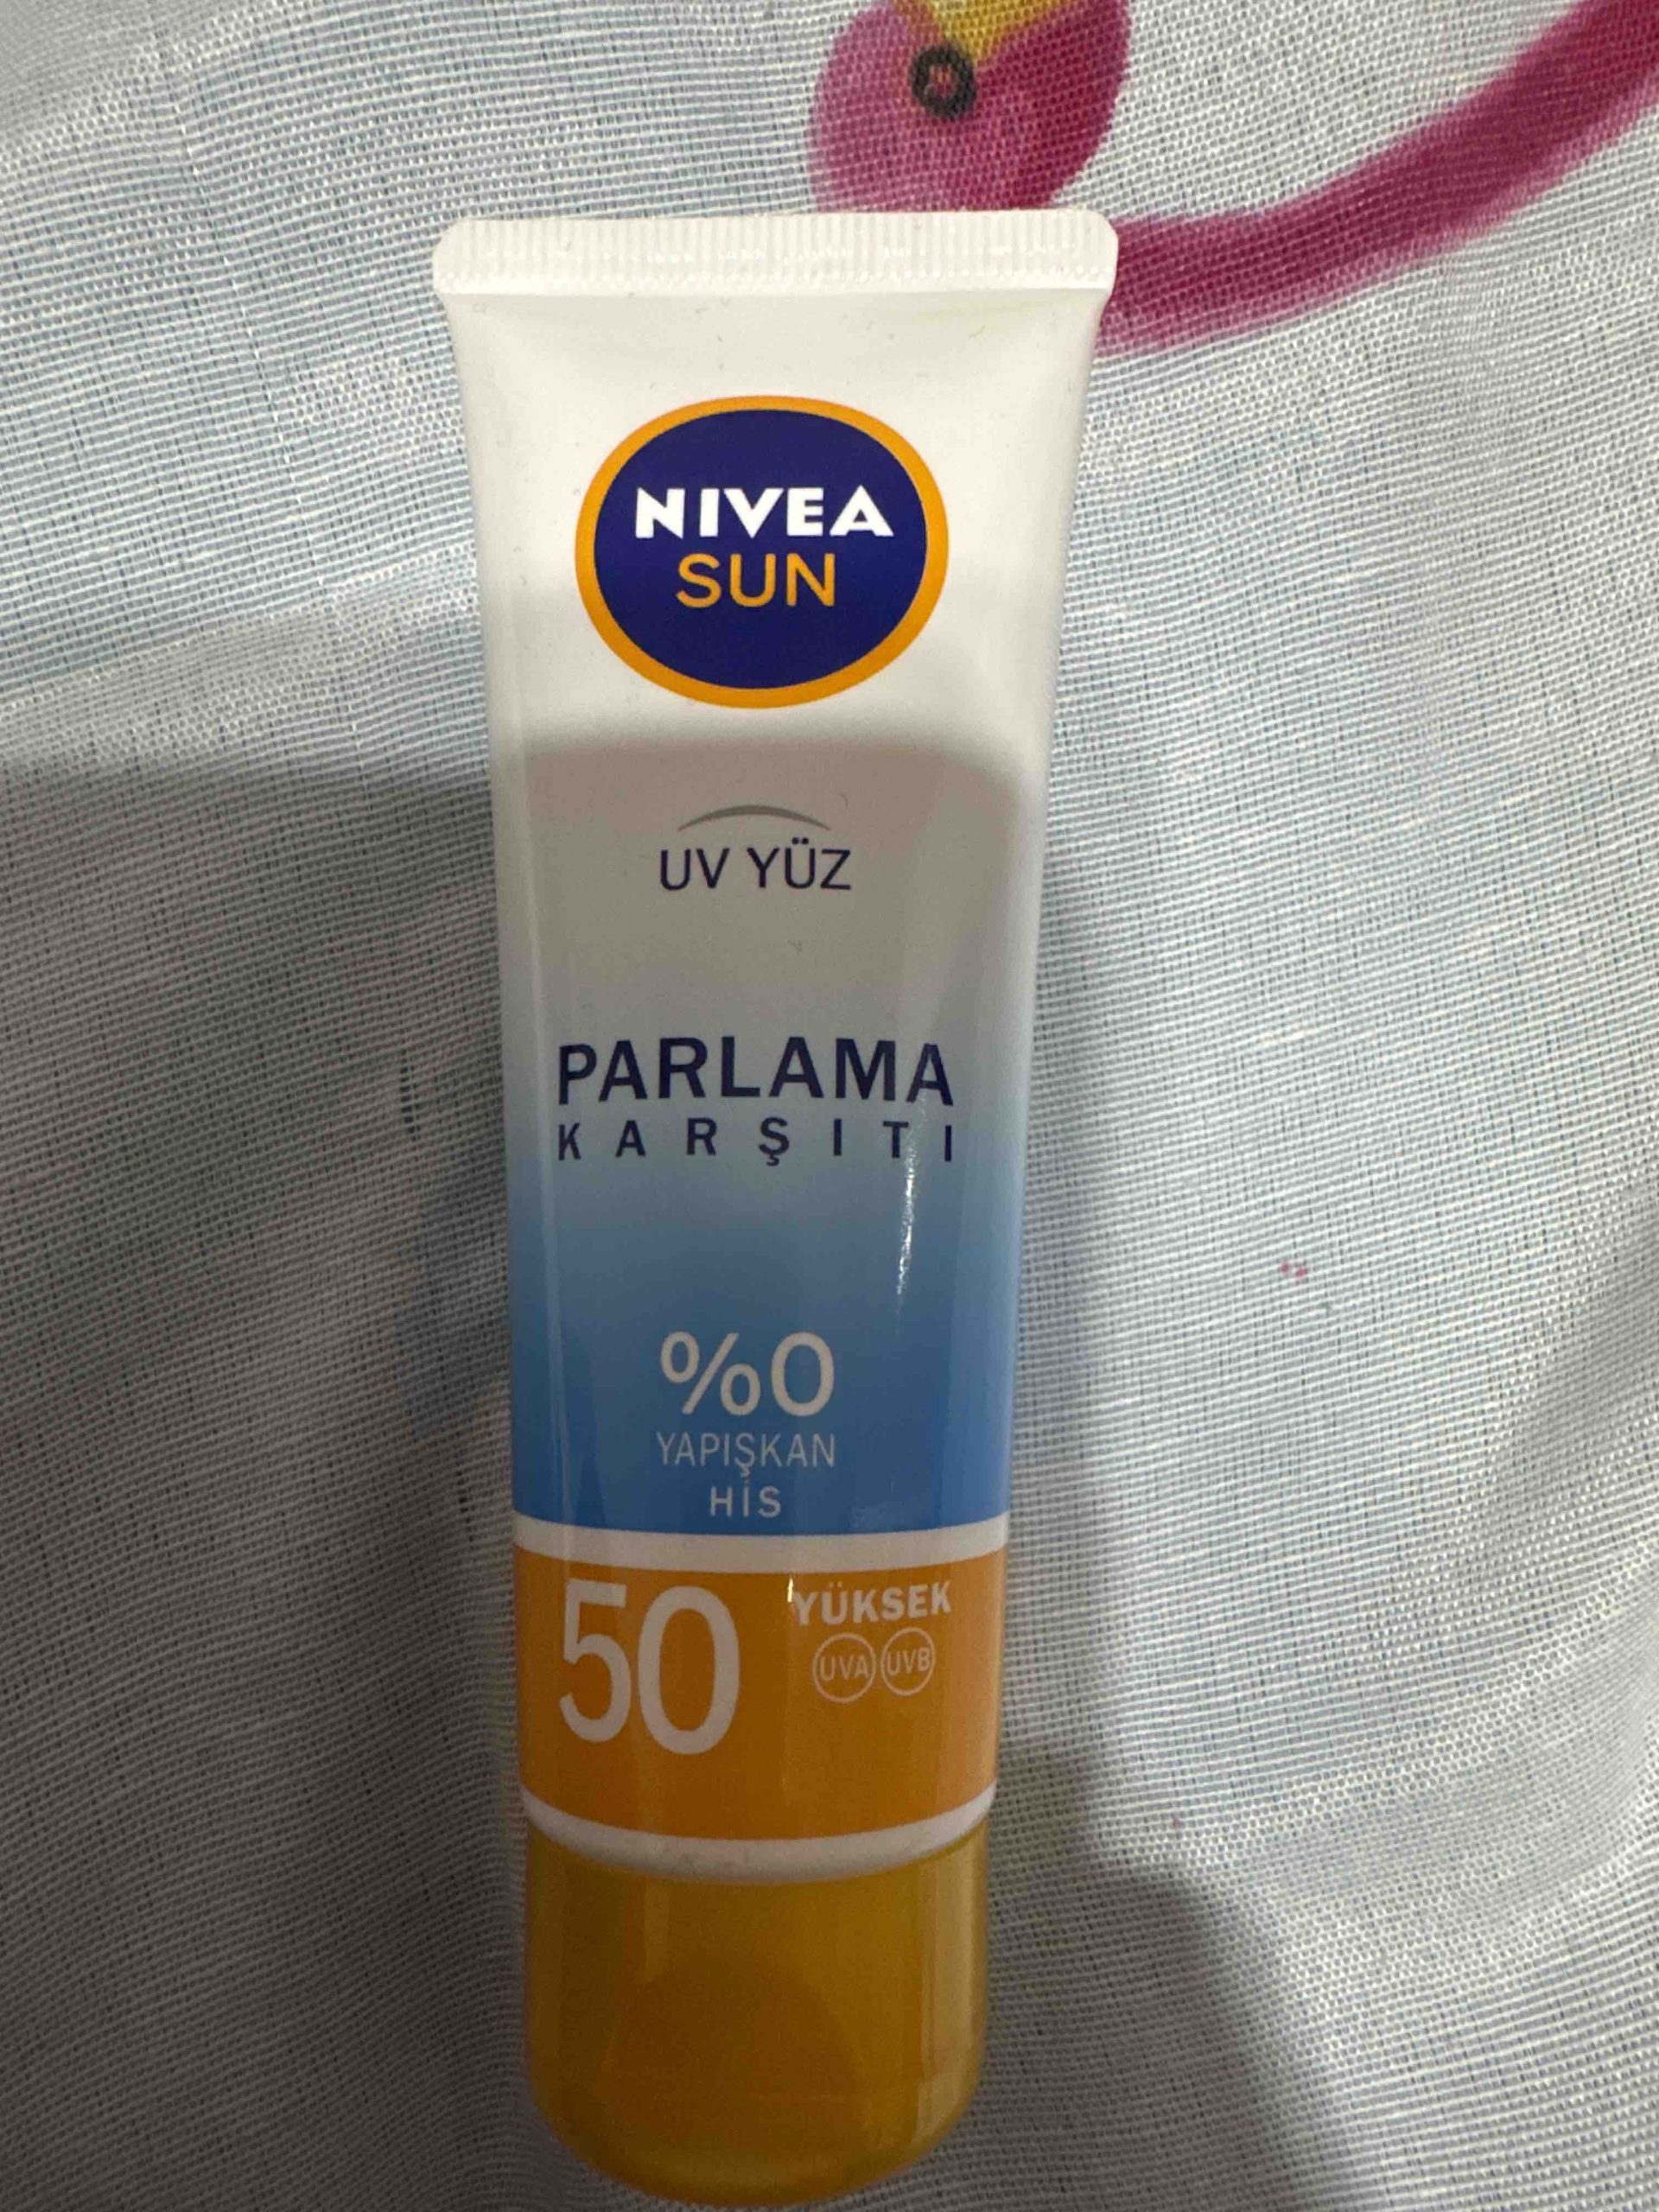 NIVEA
SUN
UV YÜZ
PARLAMA
KARŞITI
%0
YAPIŞKAN
HİS
50 YÜKSEK
UVA UVB